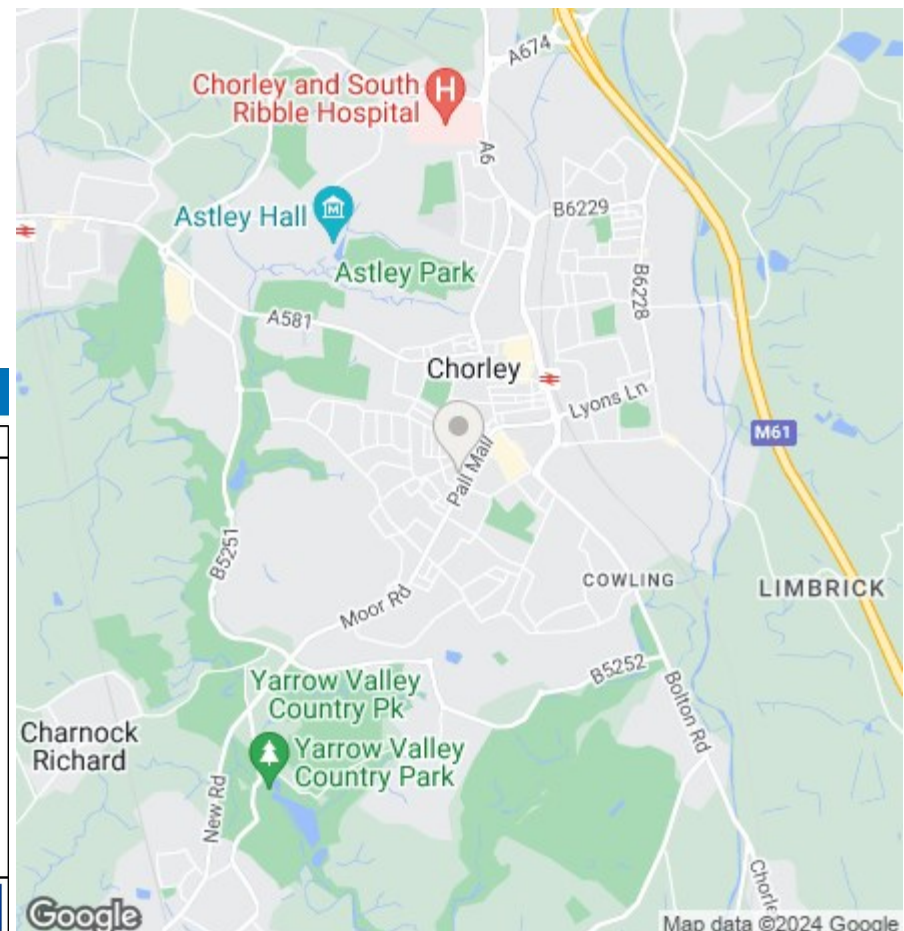 A674
Chorley and South
Ribble Hospital
H
A6
B6229
Astley Hall
M
Astley Park
B6228
A581
Chorley
Lyons Ln
M61
Pall Mall
B5251
COWLING
LIMBRICK
Moor Rd
B5252
Yarrow Valley
Country Pk
Bolton Rd
Charnock
Richard
Yarrow Valley
Country Park
New Rd
Chorle
Google
Map data ©2024 Google